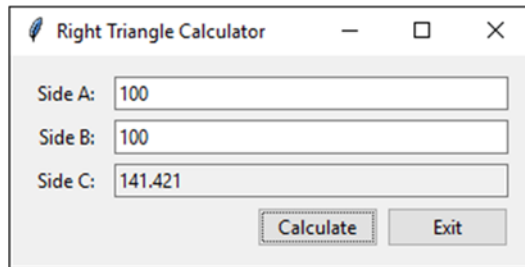 Right Triangle Calculator
Side A: 100
Side B: 100
Side C: 141.421
Calculate Exit